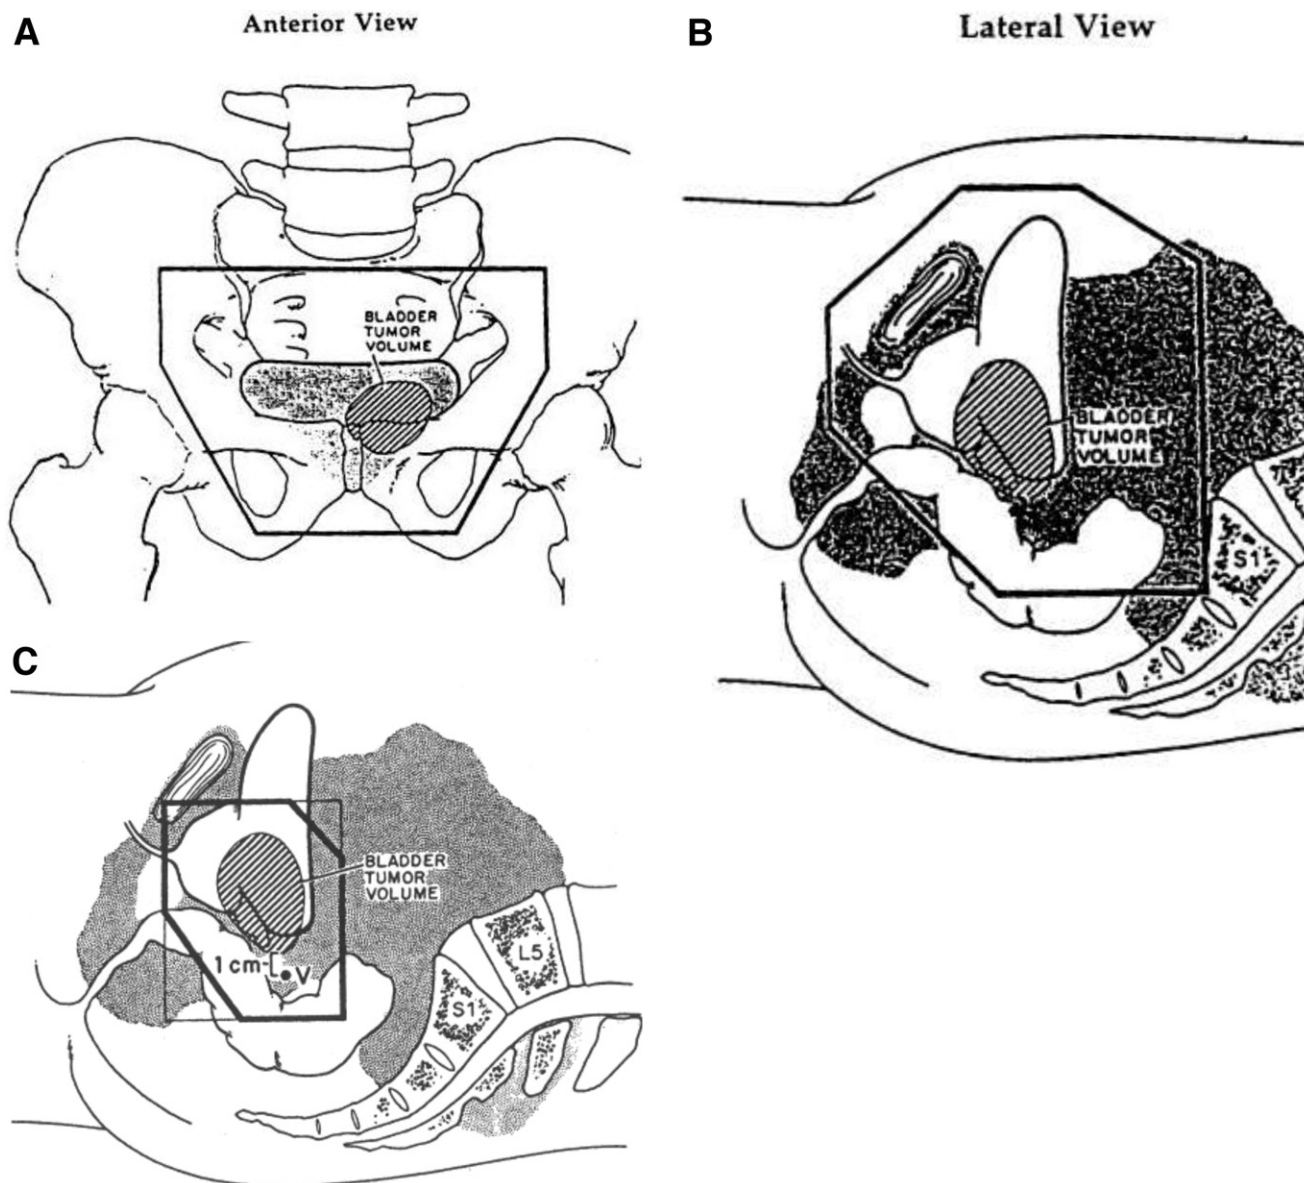 A
Anterior View
BLADDER
TUMOR
VOLUME
B
Lateral View
BLADDER
TUMOR
VOLUME
S1
C
BLADDER
TUMOR
VOLUME
1 cm
V
L5
S1